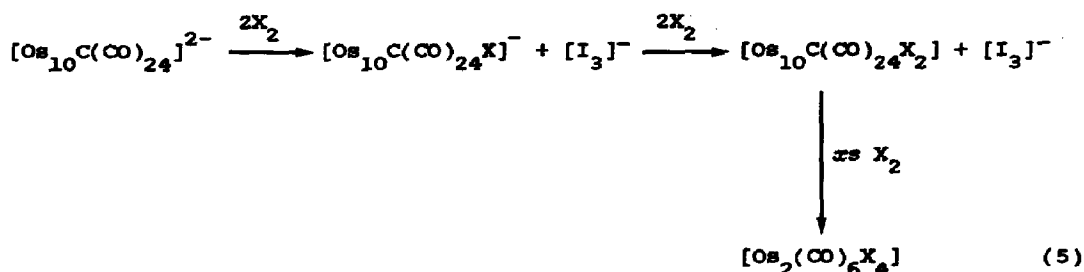 2X₂ 2X₂
[Os₁₀C(CO)₂₄]²⁻ → [Os₁₀C(CO)₂₄X]⁻ + [I₃]⁻ → [Os₁₀C(CO)₂₄X₂] + [I₃]⁻
xs X₂
[Os₂(CO)₆X₄] (5)